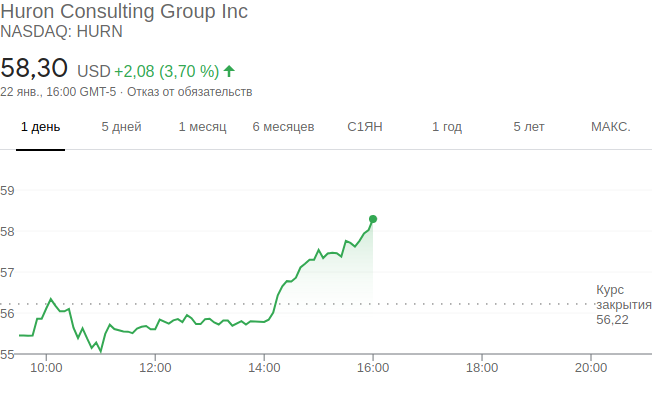 Huron Consulting Group Inc
NASDAQ: HURN
58,30 USD +2,08 (3,70 %)
22 янв., 16:00 GMT-5 · Отказ от обязательств
1 день 5 дней 1 месяц 6 месяцев С1ЯН 1 год 5 лет МАКС.
59
58
57
Курс
закрытия
56,22
56
55
10:00 12:00 14:00 16:00 18:00 20:00